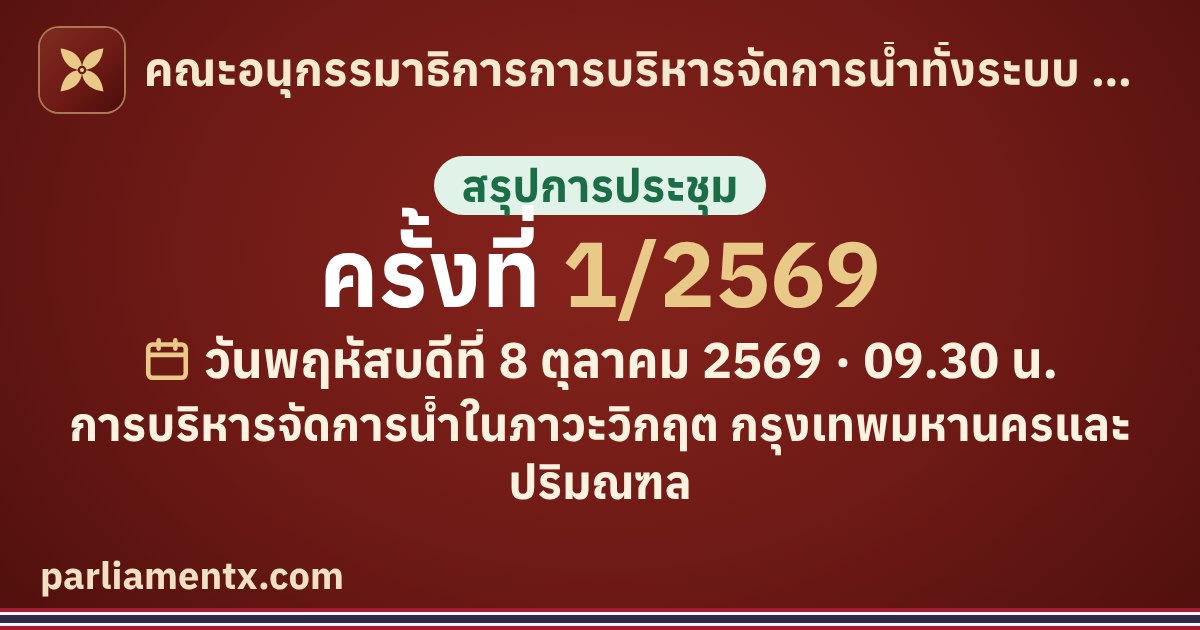 คณะอนุกรรมาธิการการบริหารจัดการน้ำทั้งระบบ ...
สรุปการประชุม
ครั้งที่ 1/2569
วันพฤหัสบดีที่ 8 ตุลาคม 2569 · 09.30 น.
การบริหารจัดการน้ำในภาวะวิกฤต กรุงเทพมหานครและ
ปริมณฑล
parliamentx.com